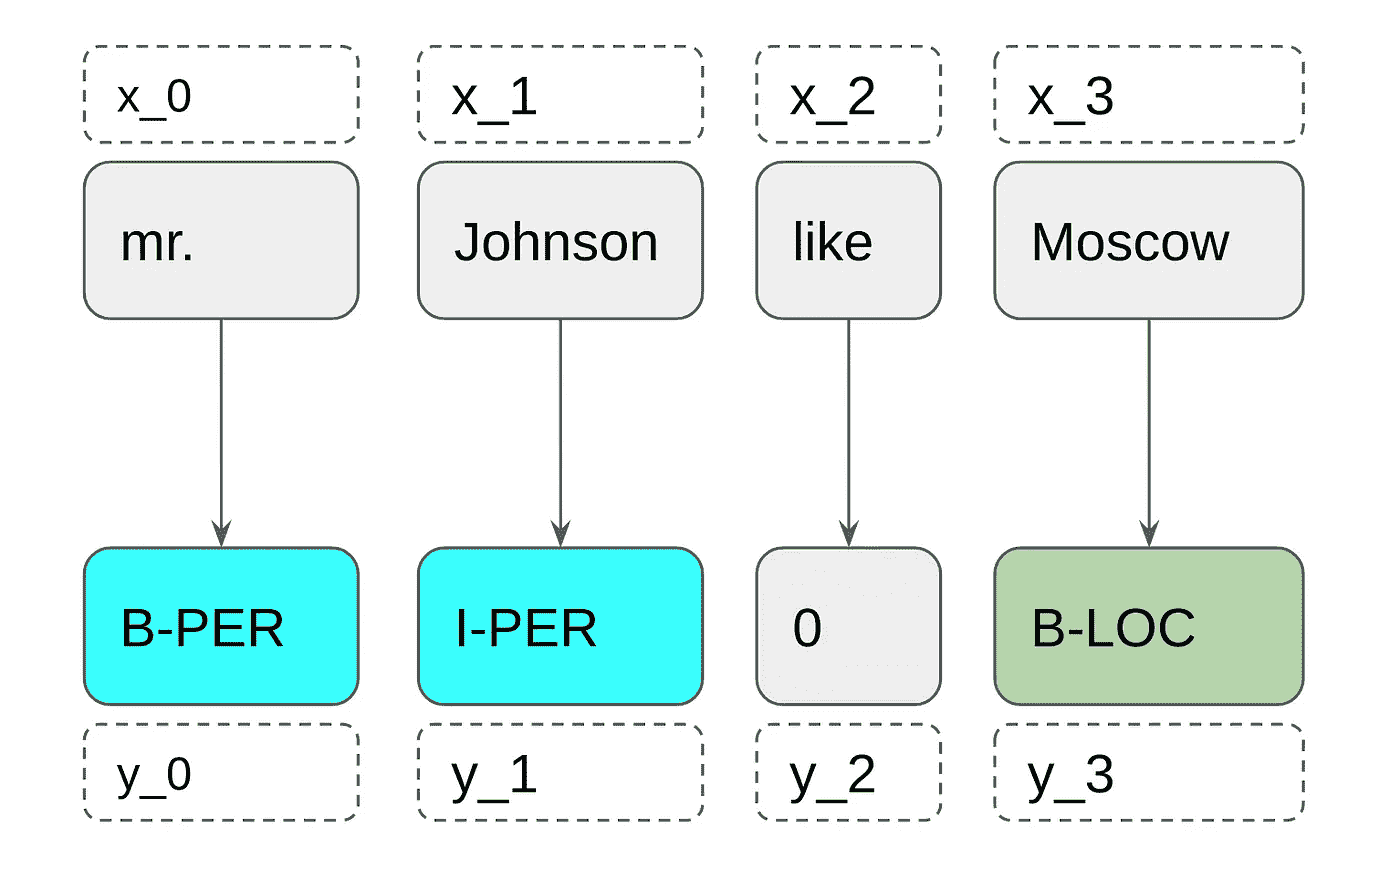 x_0 x_1 x_2 x_3
mr. Johnson like Moscow
B-PER I-PER 0 B-LOC
y_0 y_1 y_2 y_3